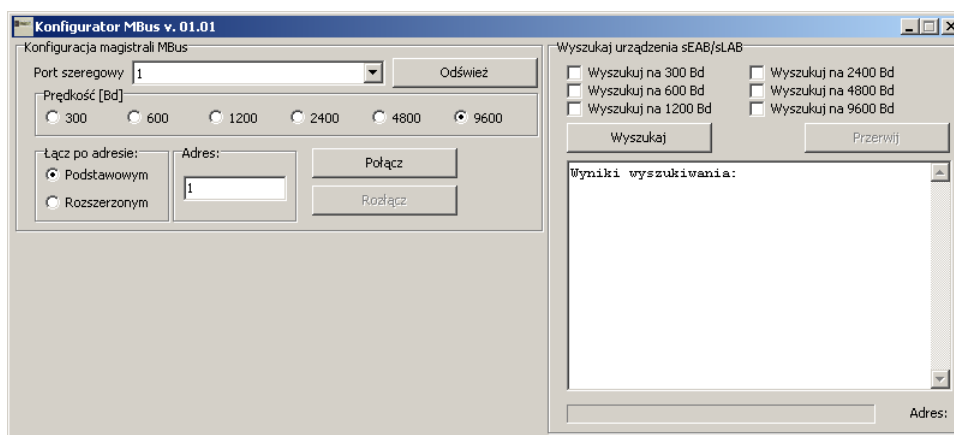 Konfigurator MBus v. 01.01
Konfiguracja magistrali MBus
Port szeregowy 1 Odśwież
Prędkość [Bd]
300 600 1200 2400 4800 9600
Łącz po adresie:
Podstawowym
Rozszerzonym
Adres:
1
Połącz
Rozłącz
Wyszukaj urządzenia sEAB/sLAB
Wyszukuj na 300 Bd Wyszukuj na 2400 Bd
Wyszukuj na 600 Bd Wyszukuj na 4800 Bd
Wyszukuj na 1200 Bd Wyszukuj na 9600 Bd
Wyszukaj Przerwij
Wyniki wyszukiwania:
Adres: